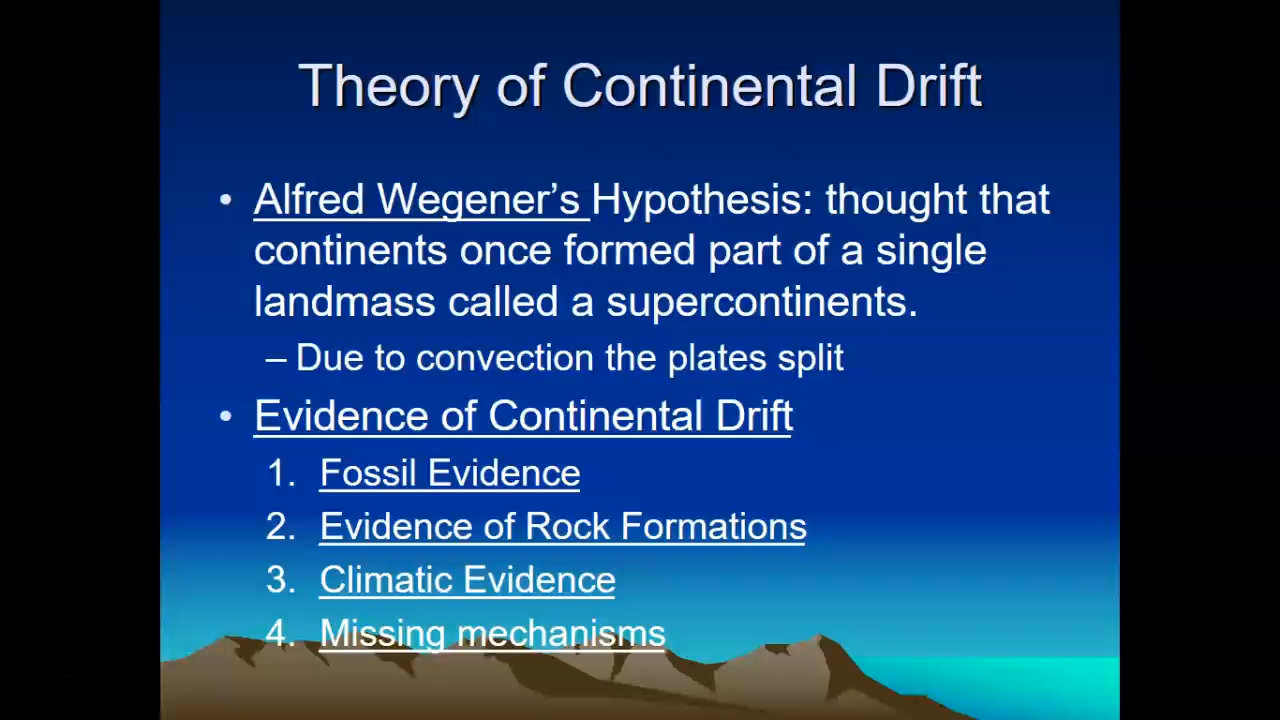 Theory of Continental Drift
• Alfred Wegener’s Hypothesis: thought that
continents once formed part of a single
landmass called a supercontinents.
– Due to convection the plates split
• Evidence of Continental Drift
1. Fossil Evidence
2. Evidence of Rock Formations
3. Climatic Evidence
4. Missing mechanisms